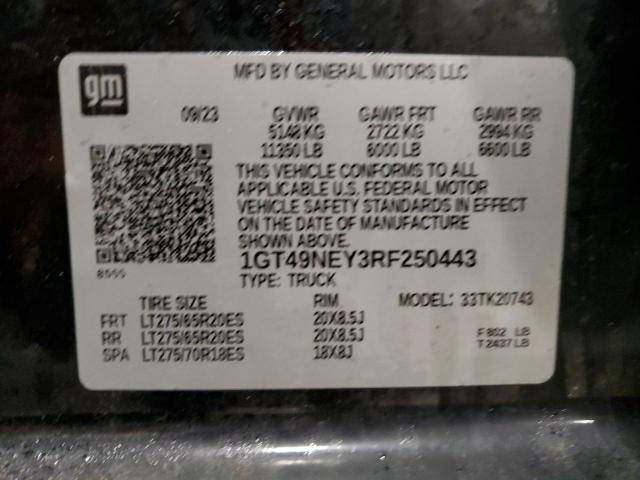 gm
MFD BY GENERAL MOTORS LLC
09/23 GVWR GAWR FRT GAWR RR
5148 KG 2722 KG 2994 KG
11350 LB 6000 LB 6600 LB
THIS VEHICLE CONFORMS TO ALL
APPLICABLE U.S. FEDERAL MOTOR
VEHICLE SAFETY STANDARDS IN EFFECT
ON THE DATE OF MANUFACTURE
SHOWN ABOVE.
1GT49NEY3RF250443
8555
TYPE: TRUCK
TIRE SIZE RIM MODEL: 33TK20743
FRT LT275/65R20ES 20X8.5J
RR LT275/65R20ES 20X8.5J
SPA LT275/70R18ES 18X8J
F 802 LB
T 2437 LB